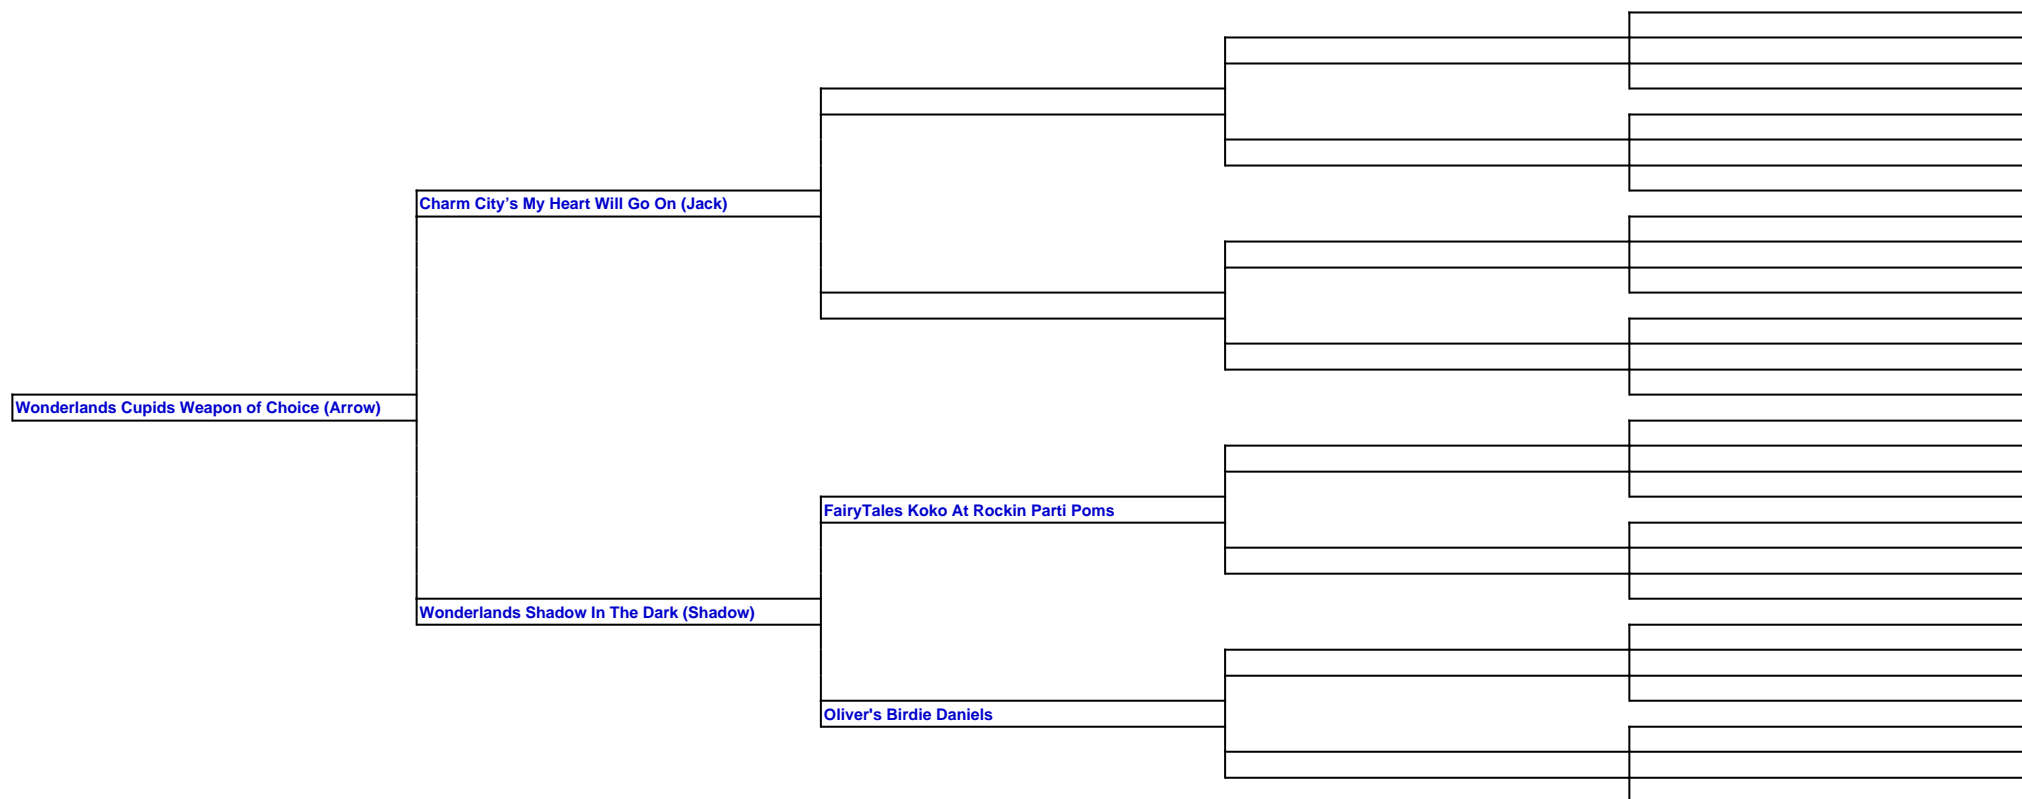 Charm City’s My Heart Will Go On (Jack)
Wonderlands Cupids Weapon of Choice (Arrow)
FairyTales Koko At Rockin Parti Poms
Wonderlands Shadow In The Dark (Shadow)
Oliver's Birdie Daniels